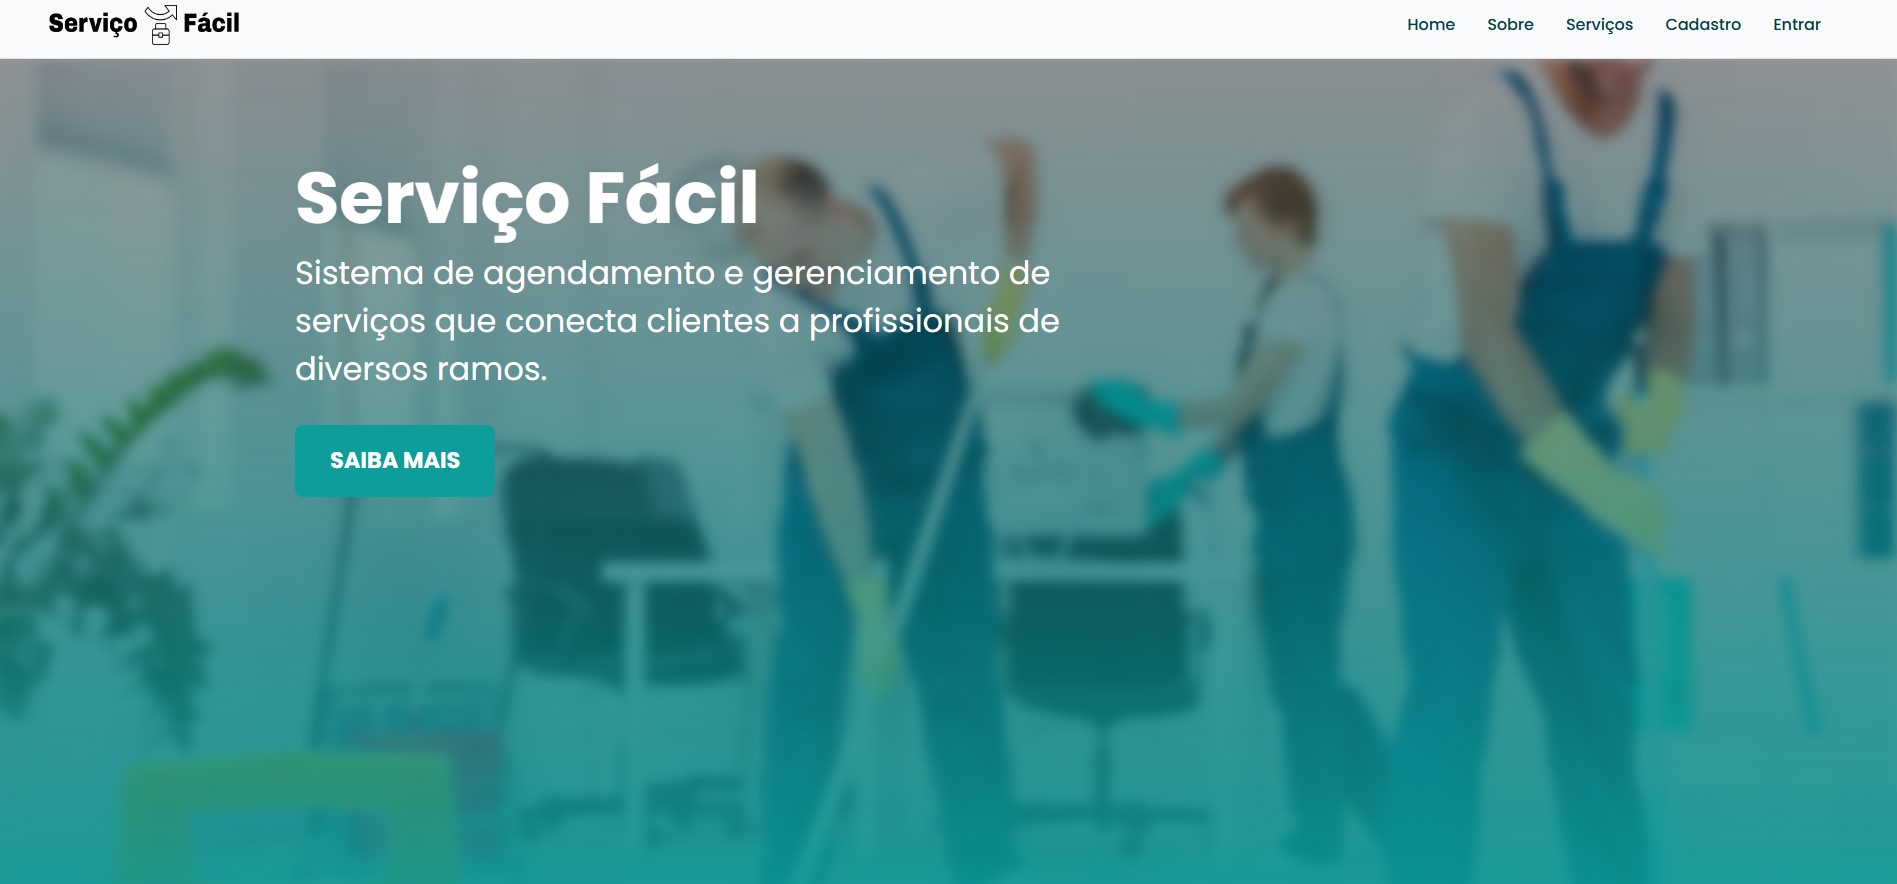 Serviço Fácil
Home Sobre Serviços Cadastro Entrar
Serviço Fácil
Sistema de agendamento e gerenciamento de
serviços que conecta clientes a profissionais de
diversos ramos.
SAIBA MAIS